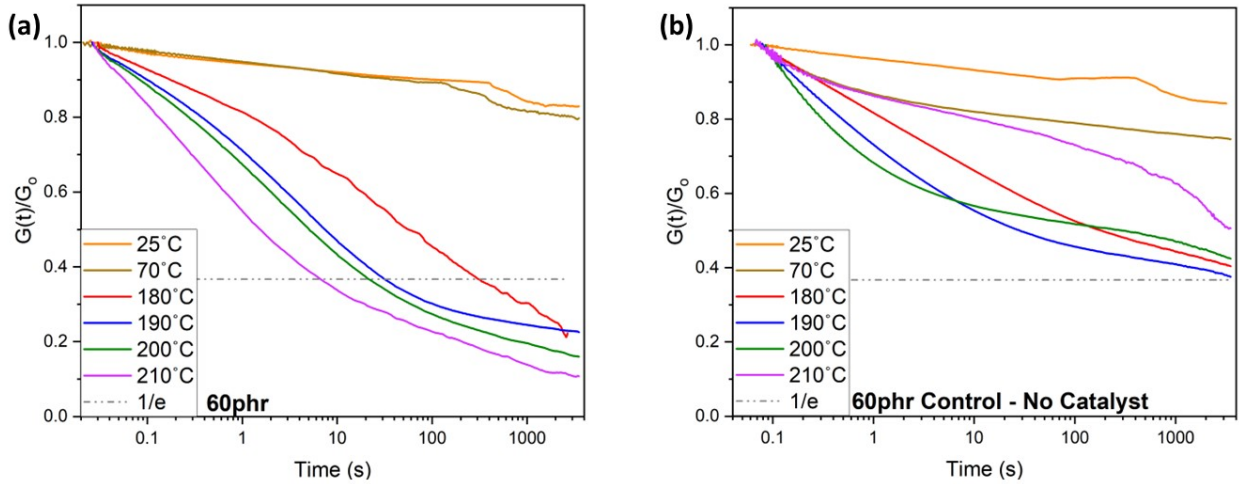 (a)
1.0
0.8
0.6
0.4
0.2
0.0
G(t)/Go
25˚C
70˚C
180˚C
190˚C
200˚C
210˚C
1/e
60phr
0.1
1
10
100
1000
Time (s)
(b)
1.0
0.8
0.6
0.4
0.2
0.0
G(t)/Go
25˚C
70˚C
180˚C
190˚C
200˚C
210˚C
1/e
60phr Control - No Catalyst
0.1
1
10
100
1000
Time (s)